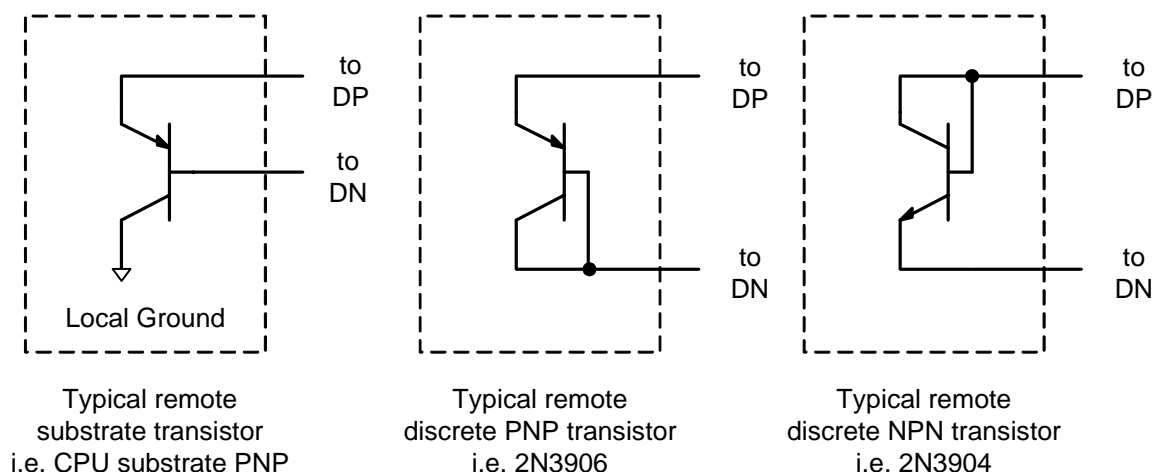 to
DP
to
DN
Local Ground
Typical remote
substrate transistor
i.e. CPU substrate PNP
to
DP
to
DN
Typical remote
discrete PNP transistor
i.e. 2N3906
to
DP
to
DN
Typical remote
discrete NPN transistor
i.e. 2N3904